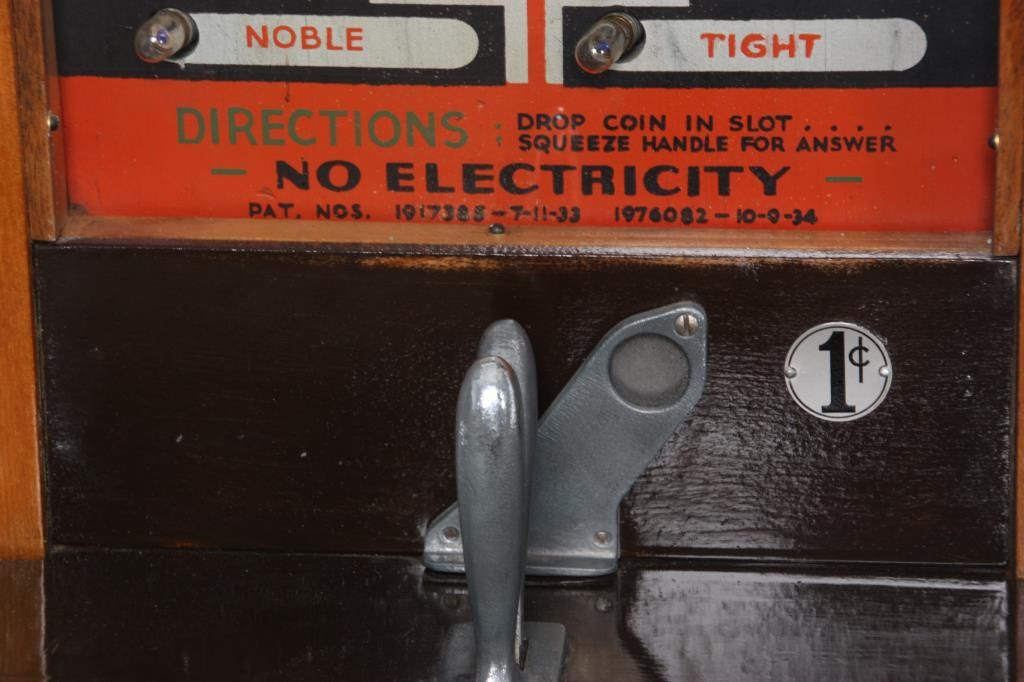 NOBLE
TIGHT
DIRECTIONS : DROP COIN IN SLOT....
SQUEEZE HANDLE FOR ANSWER
— NO ELECTRICITY —
PAT. NOS. 1917385-7-11-33 1976082-10-9-34
1¢